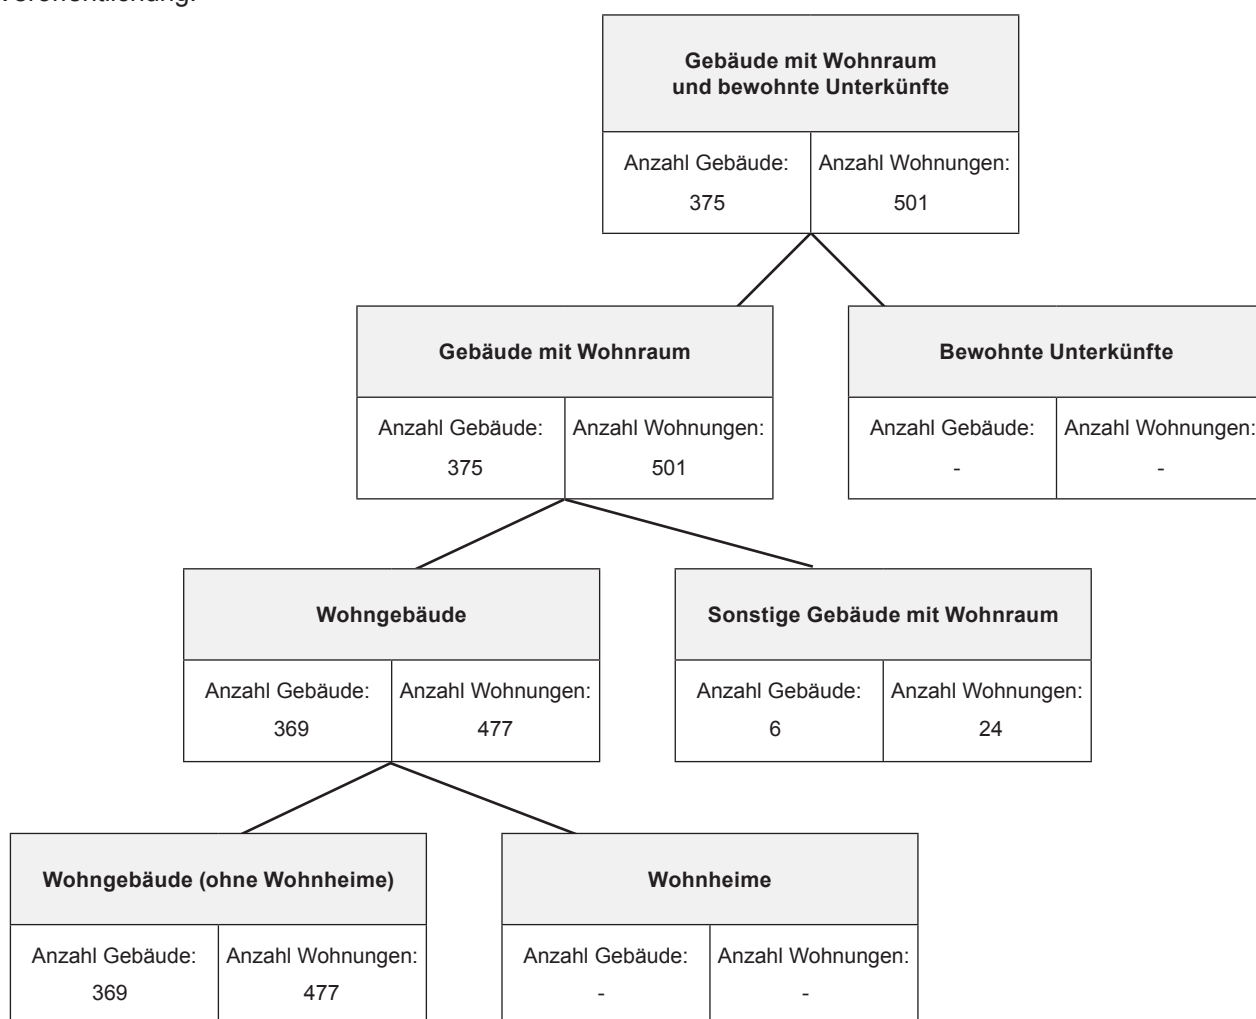 Veröffentlichung.
Gebäude mit Wohnraum
und bewohnte Unterkünfte
Anzahl Gebäude: Anzahl Wohnungen:
375 501
Gebäude mit Wohnraum
Anzahl Gebäude: Anzahl Wohnungen:
375 501
Bewohnte Unterkünfte
Anzahl Gebäude: Anzahl Wohnungen:
- -
Wohngebäude
Anzahl Gebäude: Anzahl Wohnungen:
369 477
Sonstige Gebäude mit Wohnraum
Anzahl Gebäude: Anzahl Wohnungen:
6 24
Wohngebäude (ohne Wohnheime)
Anzahl Gebäude: Anzahl Wohnungen:
369 477
Wohnheime
Anzahl Gebäude: Anzahl Wohnungen:
- -